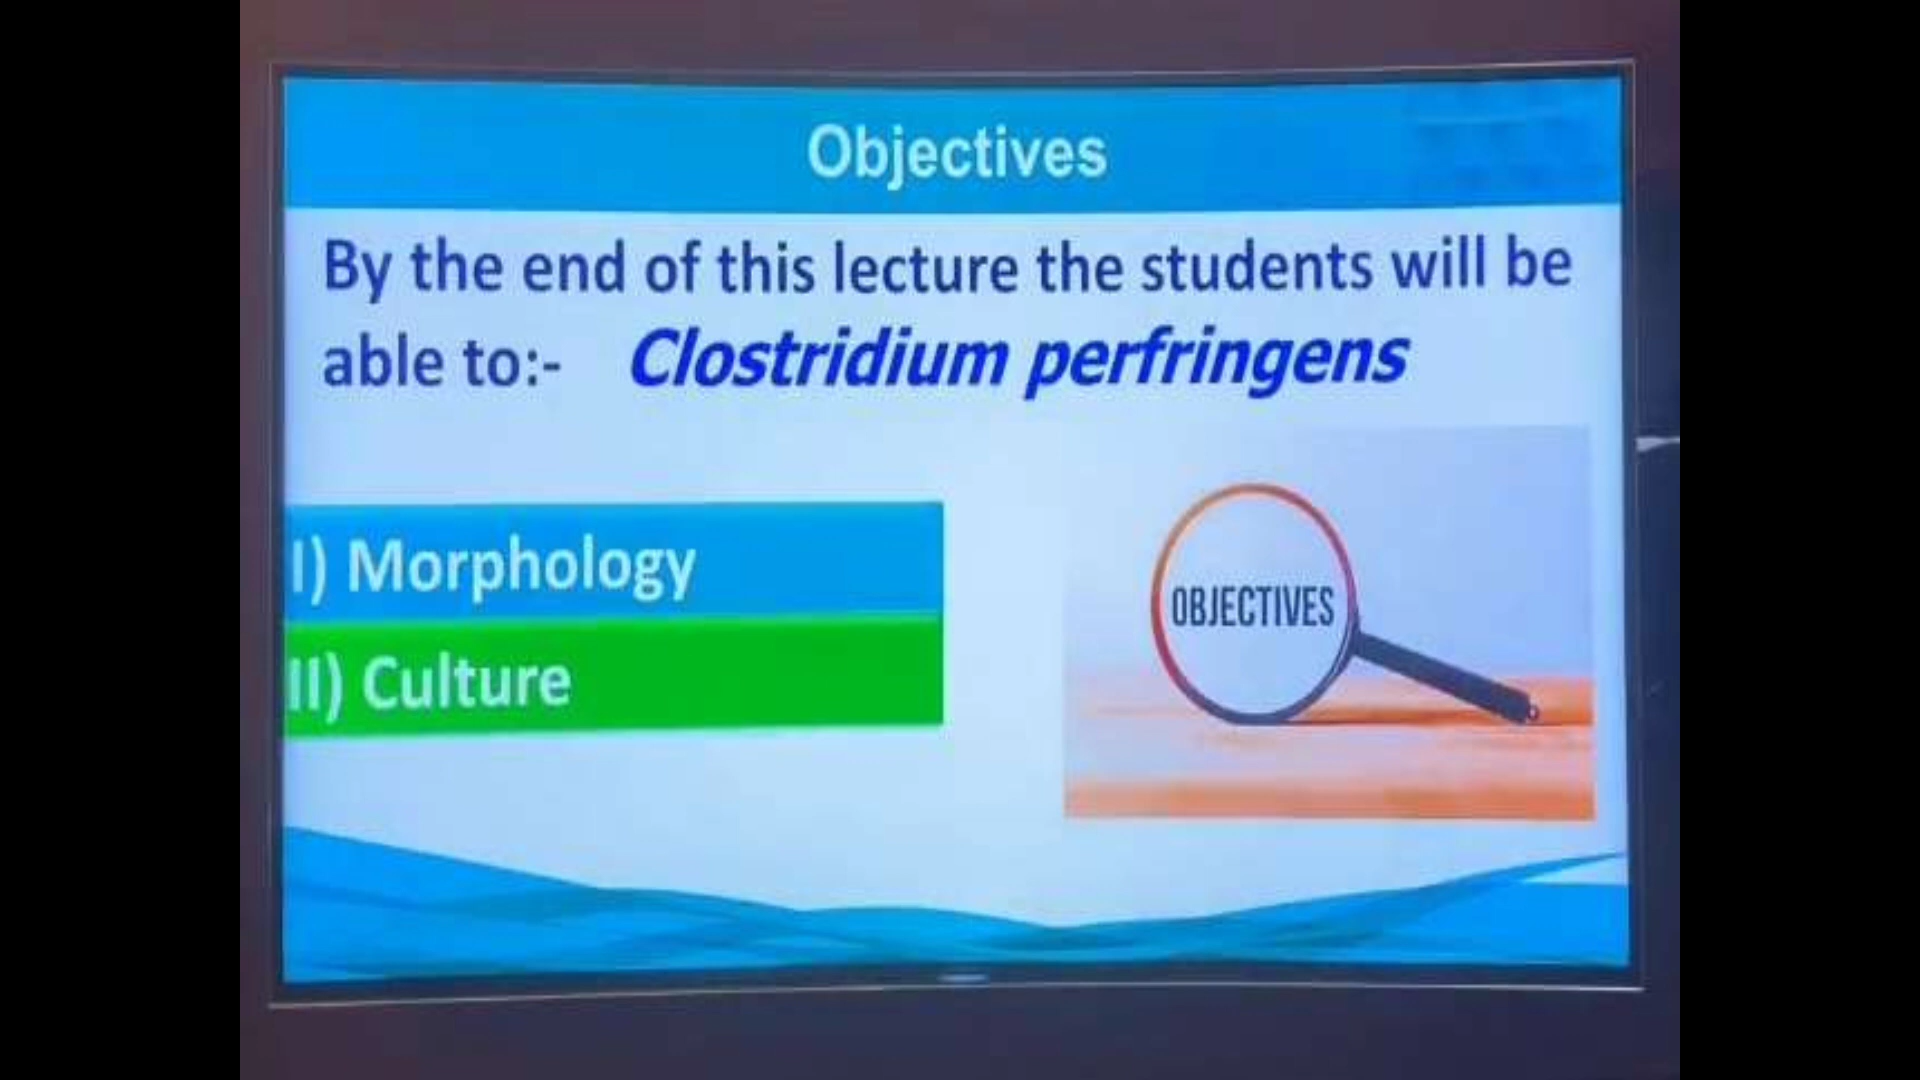 Objectives
By the end of this lecture the students will be
able to:- Clostridium perfringens
I) Morphology
II) Culture
OBJECTIVES